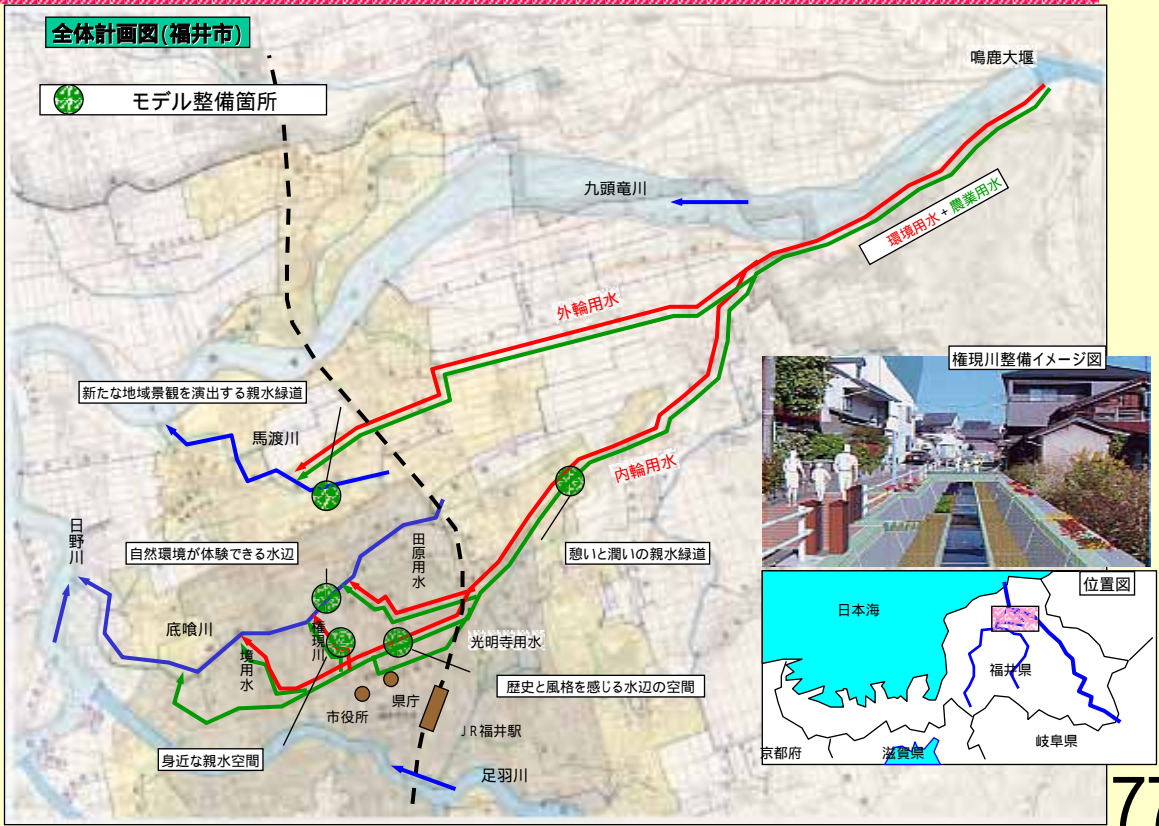 全体計画図(福井市)
モデル整備箇所
鳴鹿大堰
九頭竜川
環境用水+農業用水
外輪用水
権現川整備イメージ図
新たな地域景観を演出する親水緑道
馬渡川
内輪用水
日野川
自然環境が体験できる水辺
田原用水
憩いと潤いの親水緑道
位置図
日本海
底喰川
境用水
権現川
光明寺用水
福井県
歴史と風格を感じる水辺の空間
県庁
市役所
JR福井駅
身近な親水空間
足羽川
京都府
滋賀県
岐阜県
77